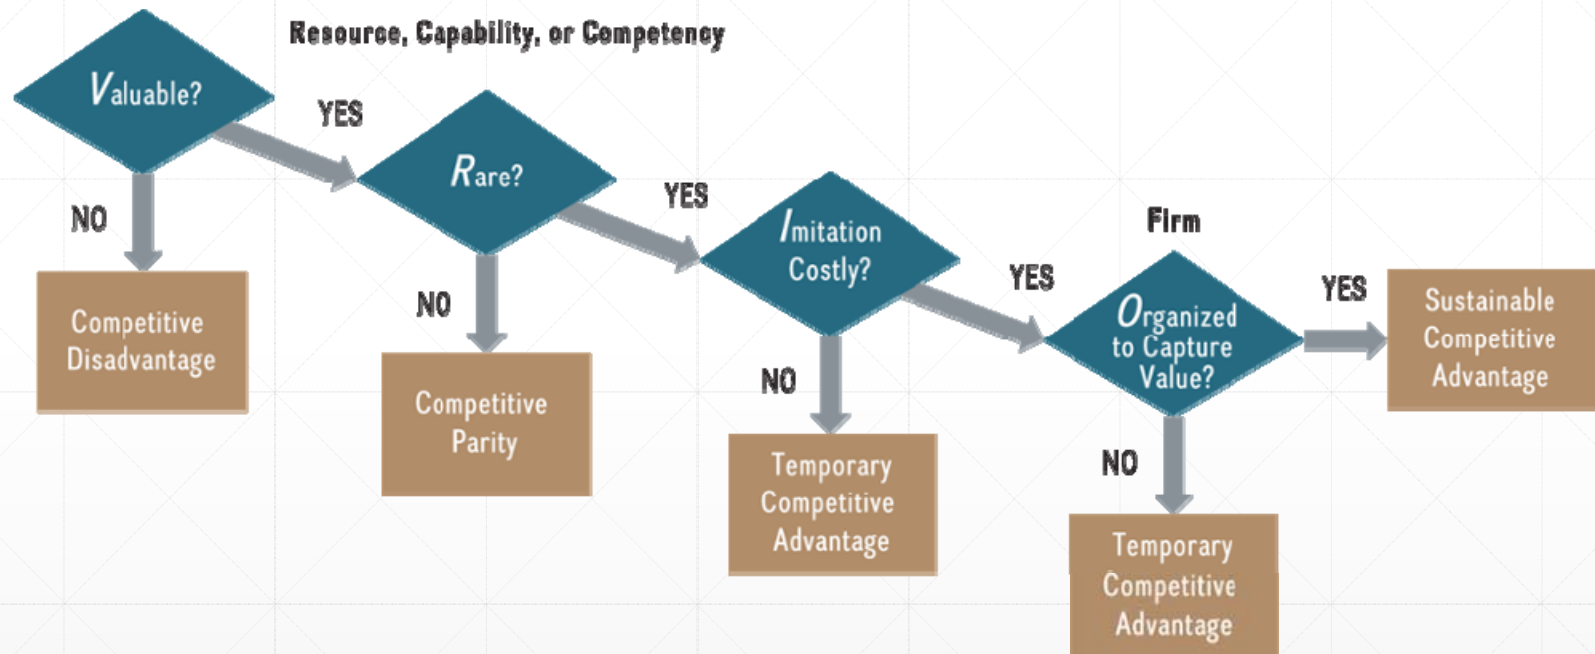 Resource, Capability, or Competency
Valuable?
YES
NO
Competitive
Disadvantage
Rare?
YES
NO
Competitive
Parity
Imitation
Costly?
YES
NO
Temporary
Competitive
Advantage
Firm
Organized
to Capture
Value?
YES
NO
Temporary
Competitive
Advantage
Sustainable
Competitive
Advantage